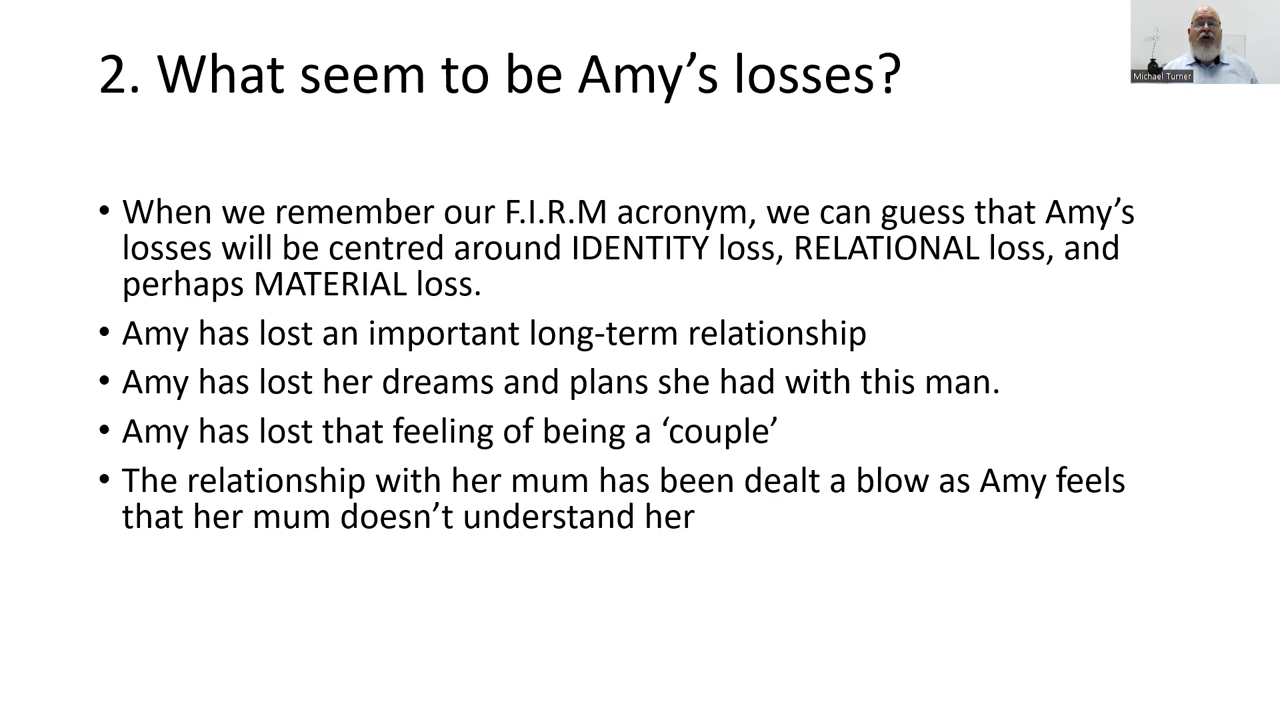 2. What seem to be Amy’s losses?
Michael Turner
• When we remember our F.I.R.M acronym, we can guess that Amy’s
losses will be centred around IDENTITY loss, RELATIONAL loss, and
perhaps MATERIAL loss.
• Amy has lost an important long-term relationship
• Amy has lost her dreams and plans she had with this man.
• Amy has lost that feeling of being a ‘couple’
• The relationship with her mum has been dealt a blow as Amy feels
that her mum doesn’t understand her